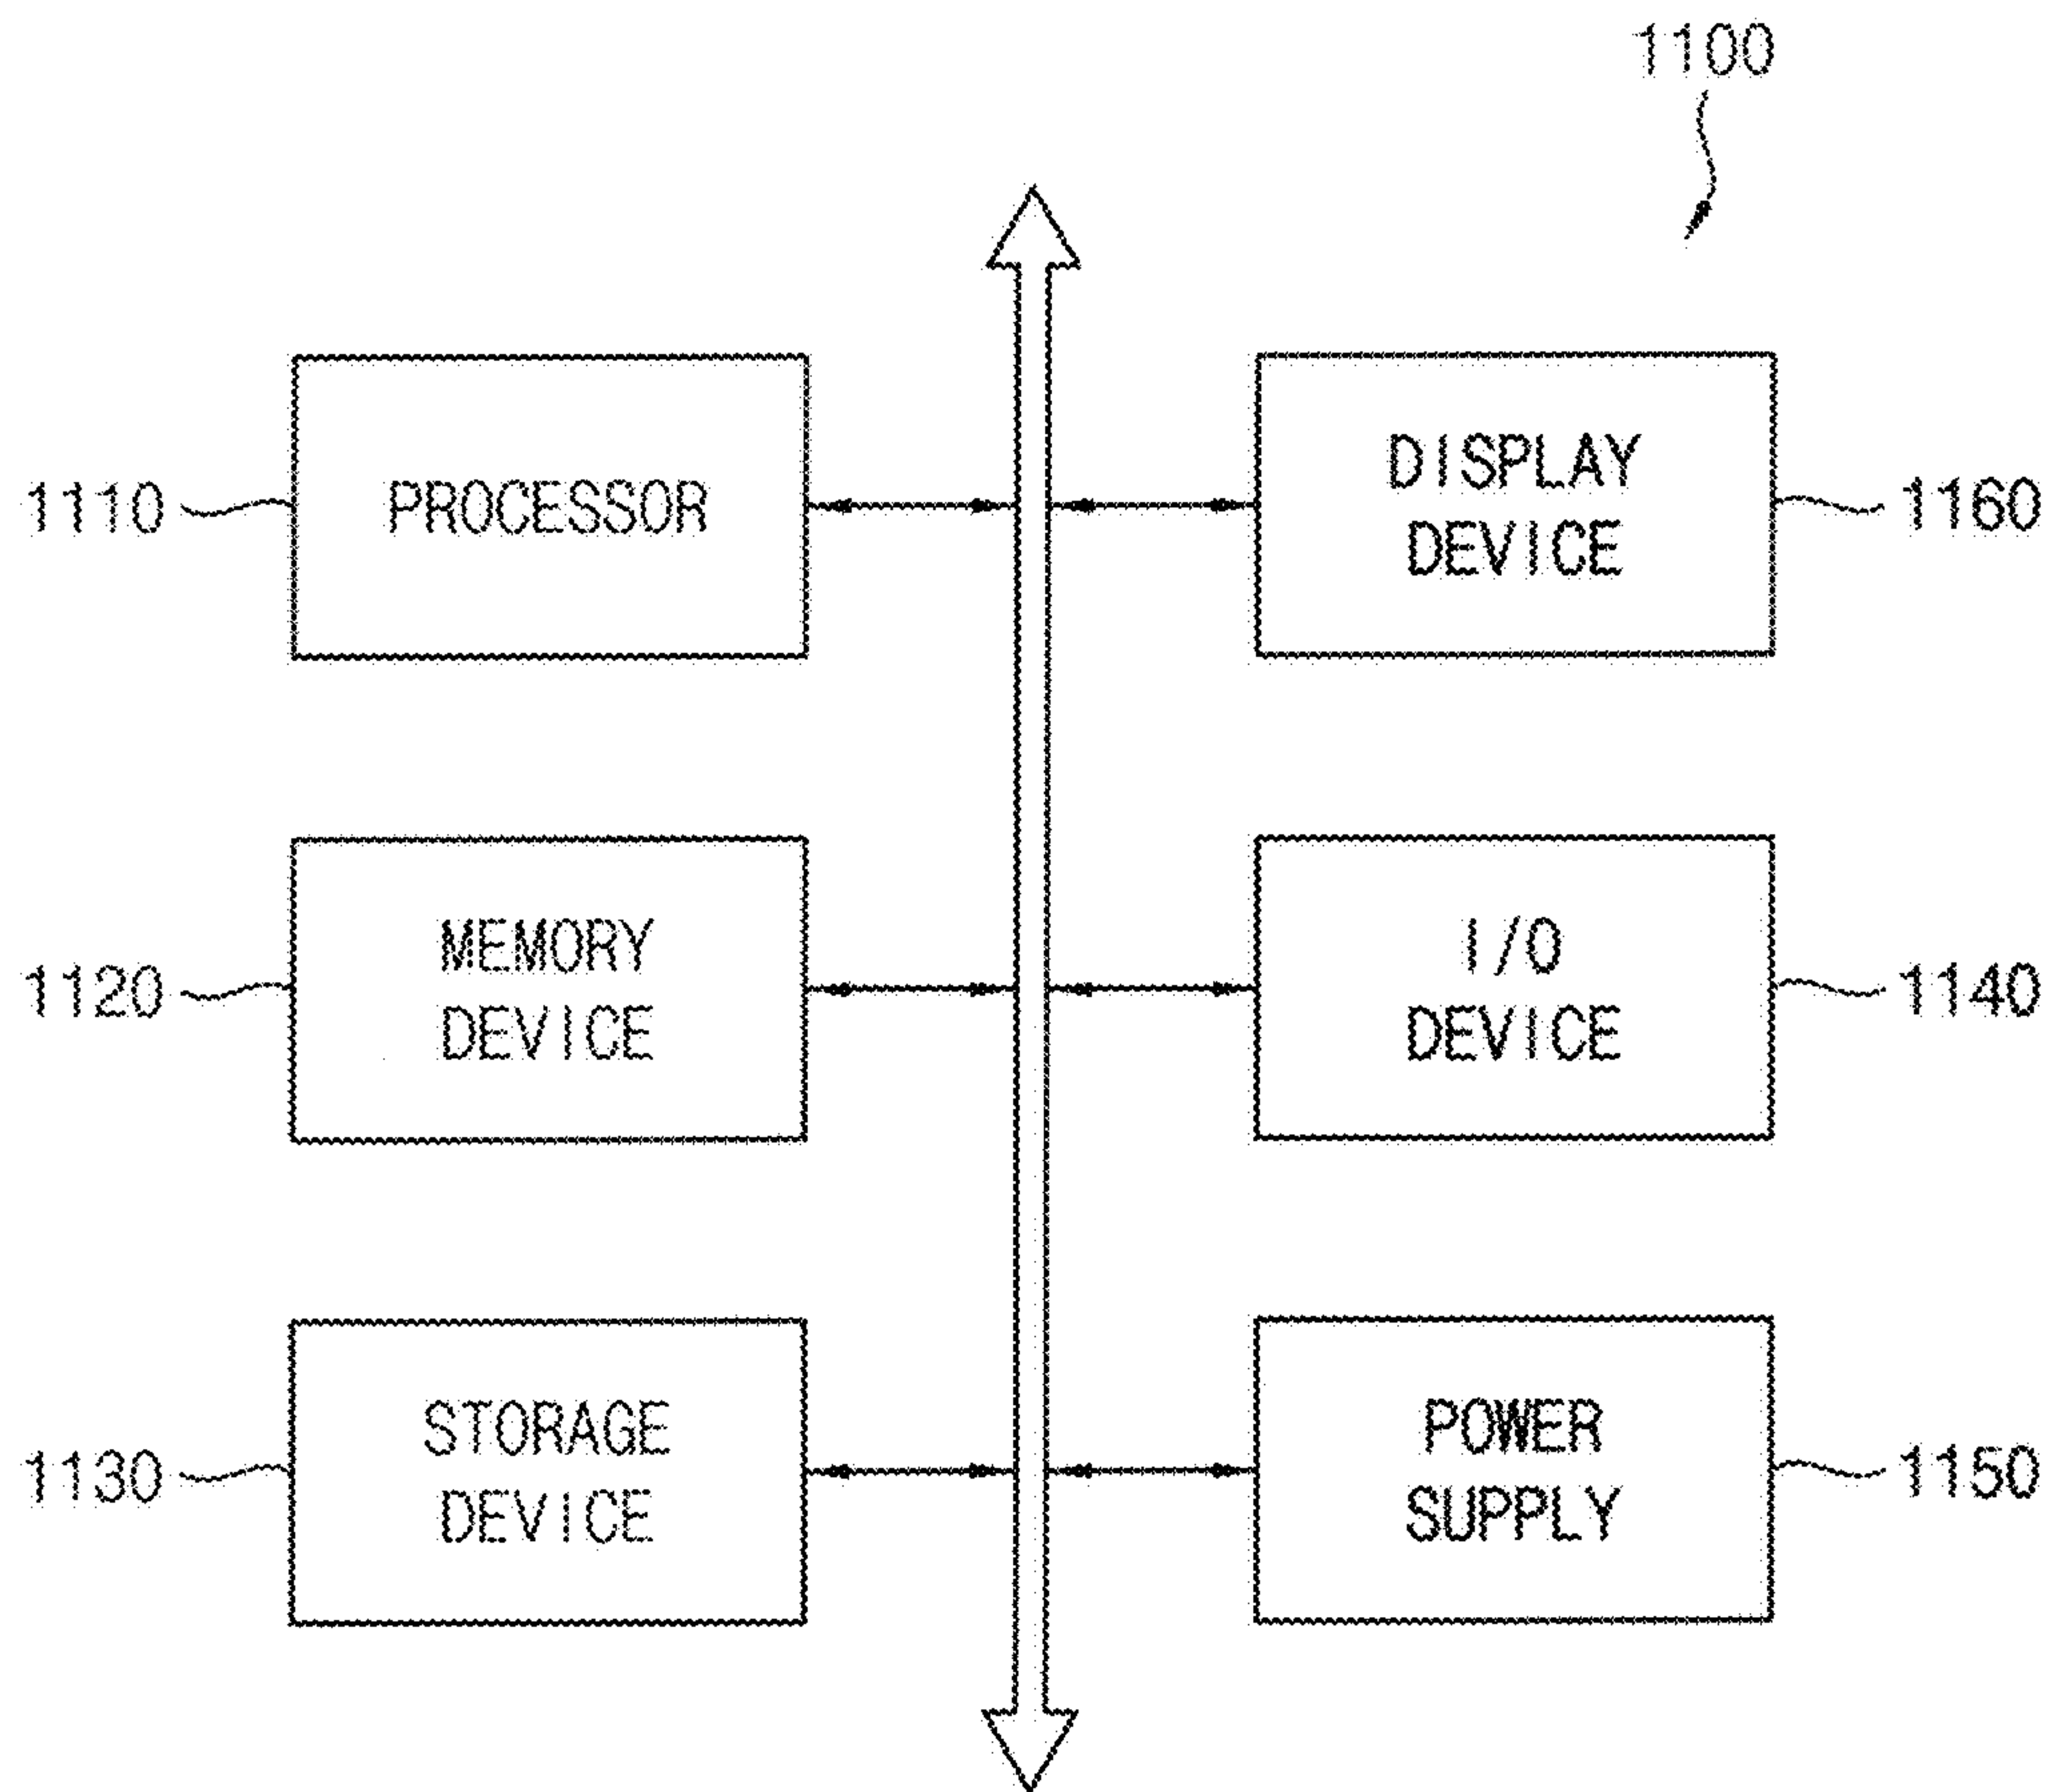 1100
1110
PROCESSOR
DISPLAY
DEVICE
1160
1120
MEMORY
DEVICE
I/O
DEVICE
1140
1130
STORAGE
DEVICE
POWER
SUPPLY
1150